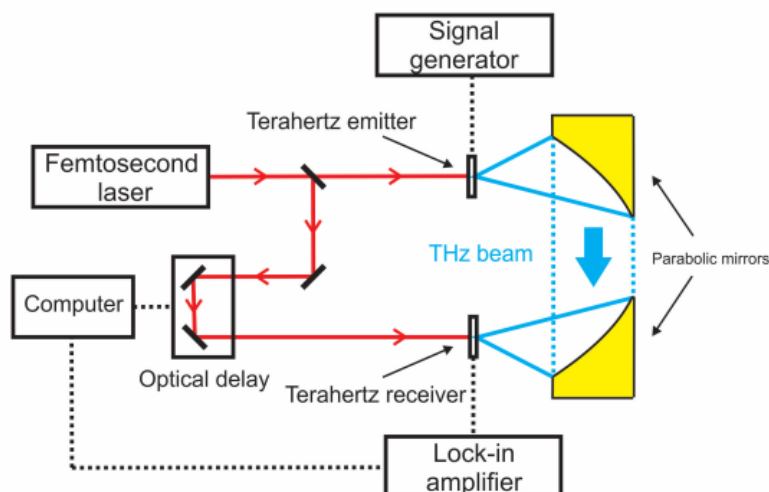 Signal
generator
Terahertz emitter
Femtosecond
laser
THz beam
Parabolic mirrors
Computer
Optical delay
Terahertz receiver
Lock-in
amplifier